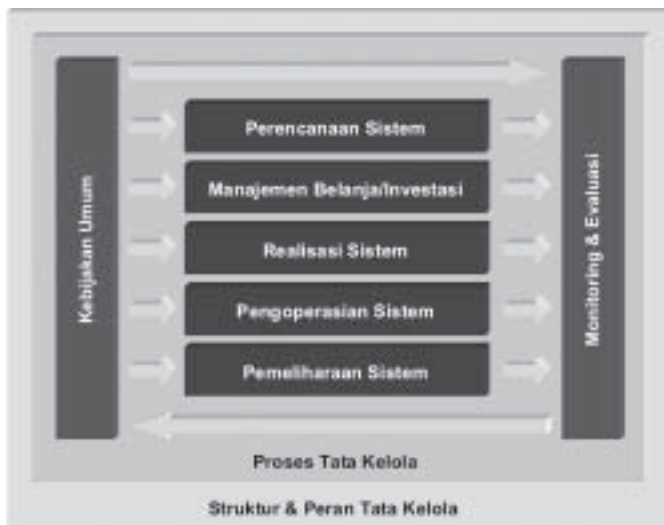 Kebijakan Umum
Perencanaan Sistem
Manajemen Belanja/Investasi
Realisasi Sistem
Pengoperasian Sistem
Pemeliharaan Sistem
Monitoring & Evaluasi
Proses Tata Kelola
Struktur & Peran Tata Kelola